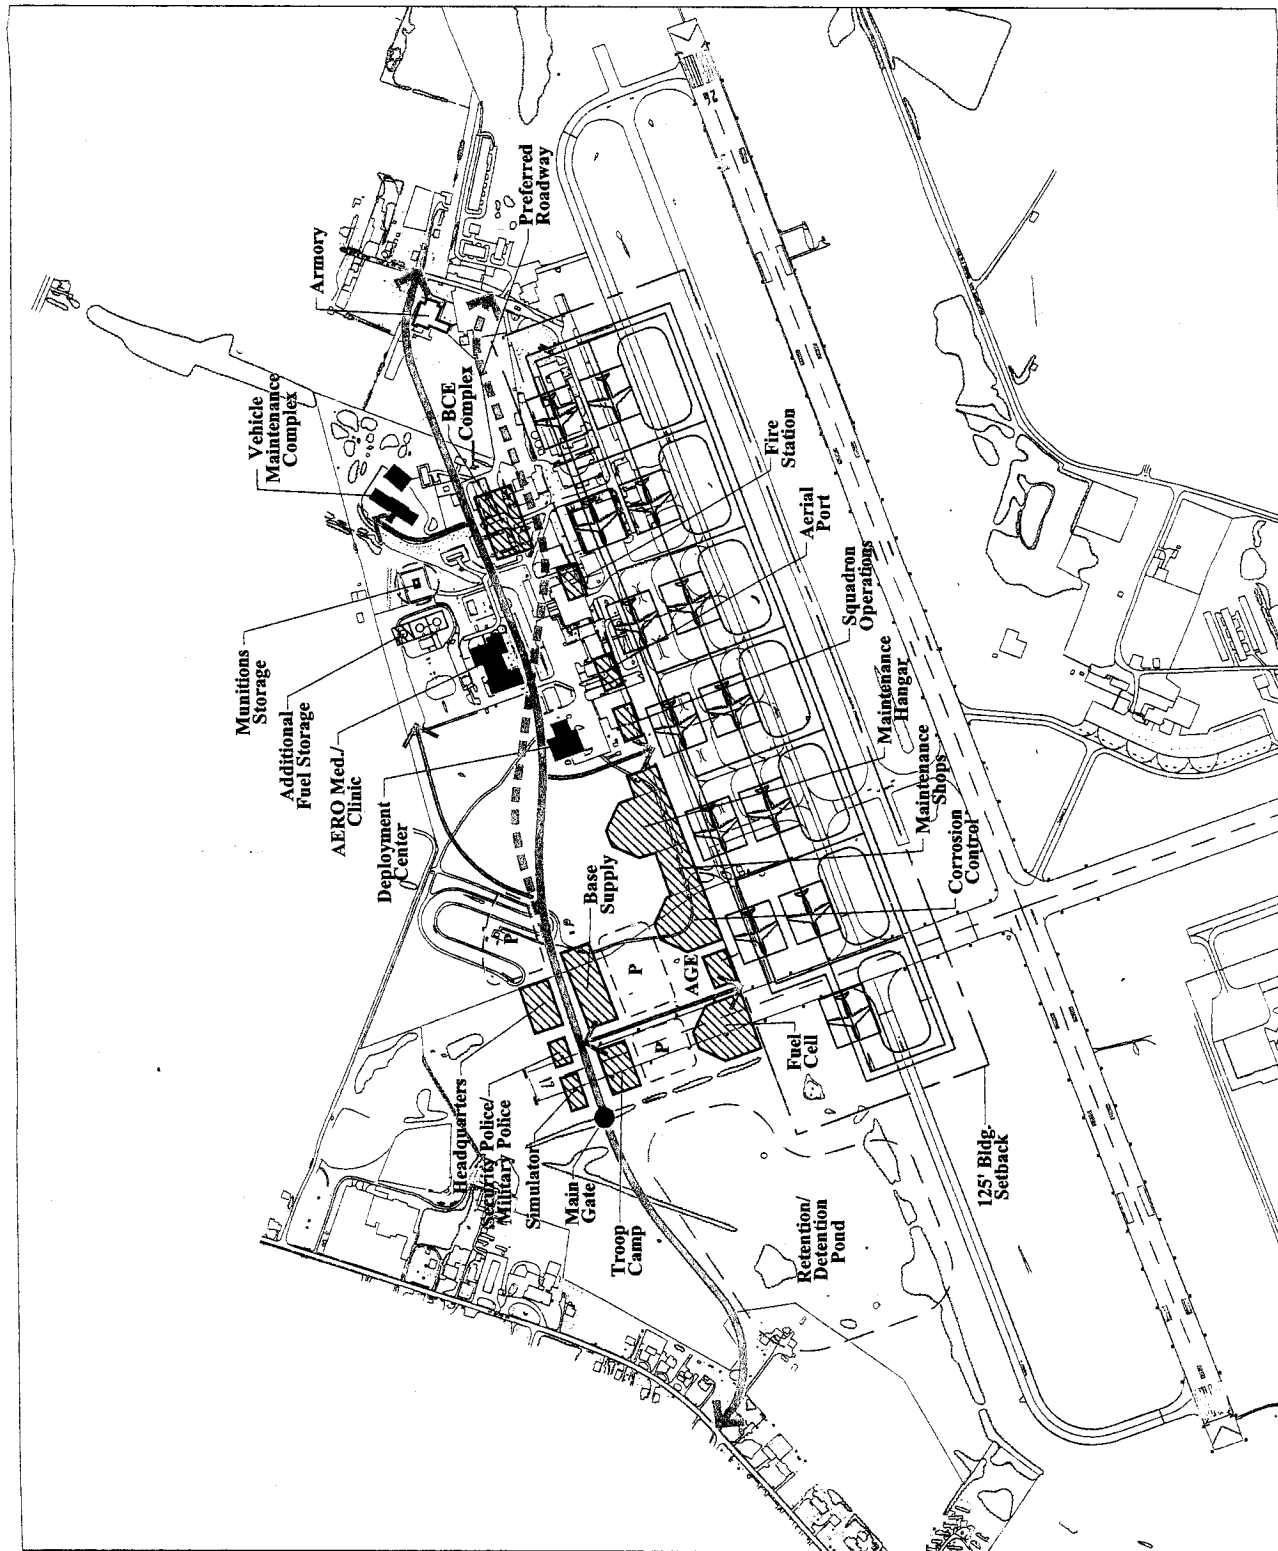 Armory
Preferred
Roadway
Vehicle
Maintenance
Complex
BCE
Complex
Fire
Station
Aerial
Port
Munitions
Storage
Squadron
Operations
Additional
Fuel Storage
Maintenance
Hangar
AERO Med./
Clinic
Maintenance
Shops
Deployment
Center
Corrosion
Control
Base
Supply
P
P
P
AGE
Fuel
Cell
Headquarters
Security Police/
Military Police
Simulator
Main
Gate
Troop
Camp
125' Bldg.
Setback
Retention/
Detention
Pond
26